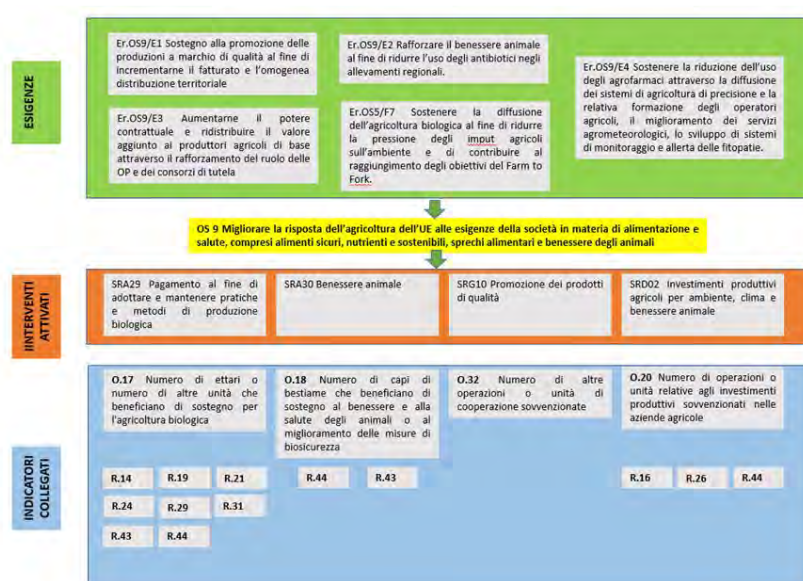 ESIGENZE
Er.OS9/E1 Sostegno alla promozione delle
produzioni a marchio di qualità al fine di
incrementarne il fatturato e l'omogenea
distribuzione territoriale
Er.OS9/E2 Rafforzare il benessere animale
al fine di ridurre l'uso degli antibiotici negli
allevamenti regionali.
Er.OS9/E4 Sostenere la riduzione dell'uso
degli agrofarmaci attraverso la diffusione
dei sistemi di agricoltura di precisione e la
relativa formazione degli operatori
agricoli, il miglioramento dei servizi
agrometeorologici, lo sviluppo di sistemi
di monitoraggio e allerta delle fitopatie.
Er.OS9/E3 Aumentarne il potere
contrattuale e ridistribuire il valore
aggiunto al produttori agricoli di base
attraverso il rafforzamento del ruolo delle
OP e dei consorzi di tutela
Er.OS5/F7 Sostenere la diffusione
dell'agricoltura biologica al fine di ridurre
la pressione degli imput agricoli
sull'ambiente e di contribuire al
raggiungimento degli obiettivi del Farm to
Fork.
OS 9 Migliorare la risposta dell'agricoltura dell'UE alle esigenze della società in materia di alimentazione e
salute, compresi alimenti sicuri, nutrienti e sostenibili, sprechi alimentari e benessere degli animali
IINTERVENTI
ATTIVATI
SRA29 Pagamento al fine di
adottare e mantenere pratiche
e metodi di produzione
biologica
SRA30 Benessere animale
SRG10 Promozione dei prodotti
di qualità
SRD02 Investimenti produttivi
agricoli per ambiente, clima e
benessere animale
INDICATORI
COLLEGATI
O.17 Numero di ettari o
numero di altre unità che
beneficiano di sostegno per
l'agricoltura biologica
O.18 Numero di capi di
bestiame che beneficiano di
sostegno al benessere e alla
salute degli animali o al
miglioramento delle misure di
biosicurezza
O.32 Numero di altre
operazioni o unità di
cooperazione sovvenzionate
O.20 Numero di operazioni o
unità relative agli investimenti
produttivi sovvenzionati nelle
aziende agricole
R.14 R.19 R.21
R.24 R.29 R.31
R.43 R.44
R.44 R.43
R.16 R.26 R.44